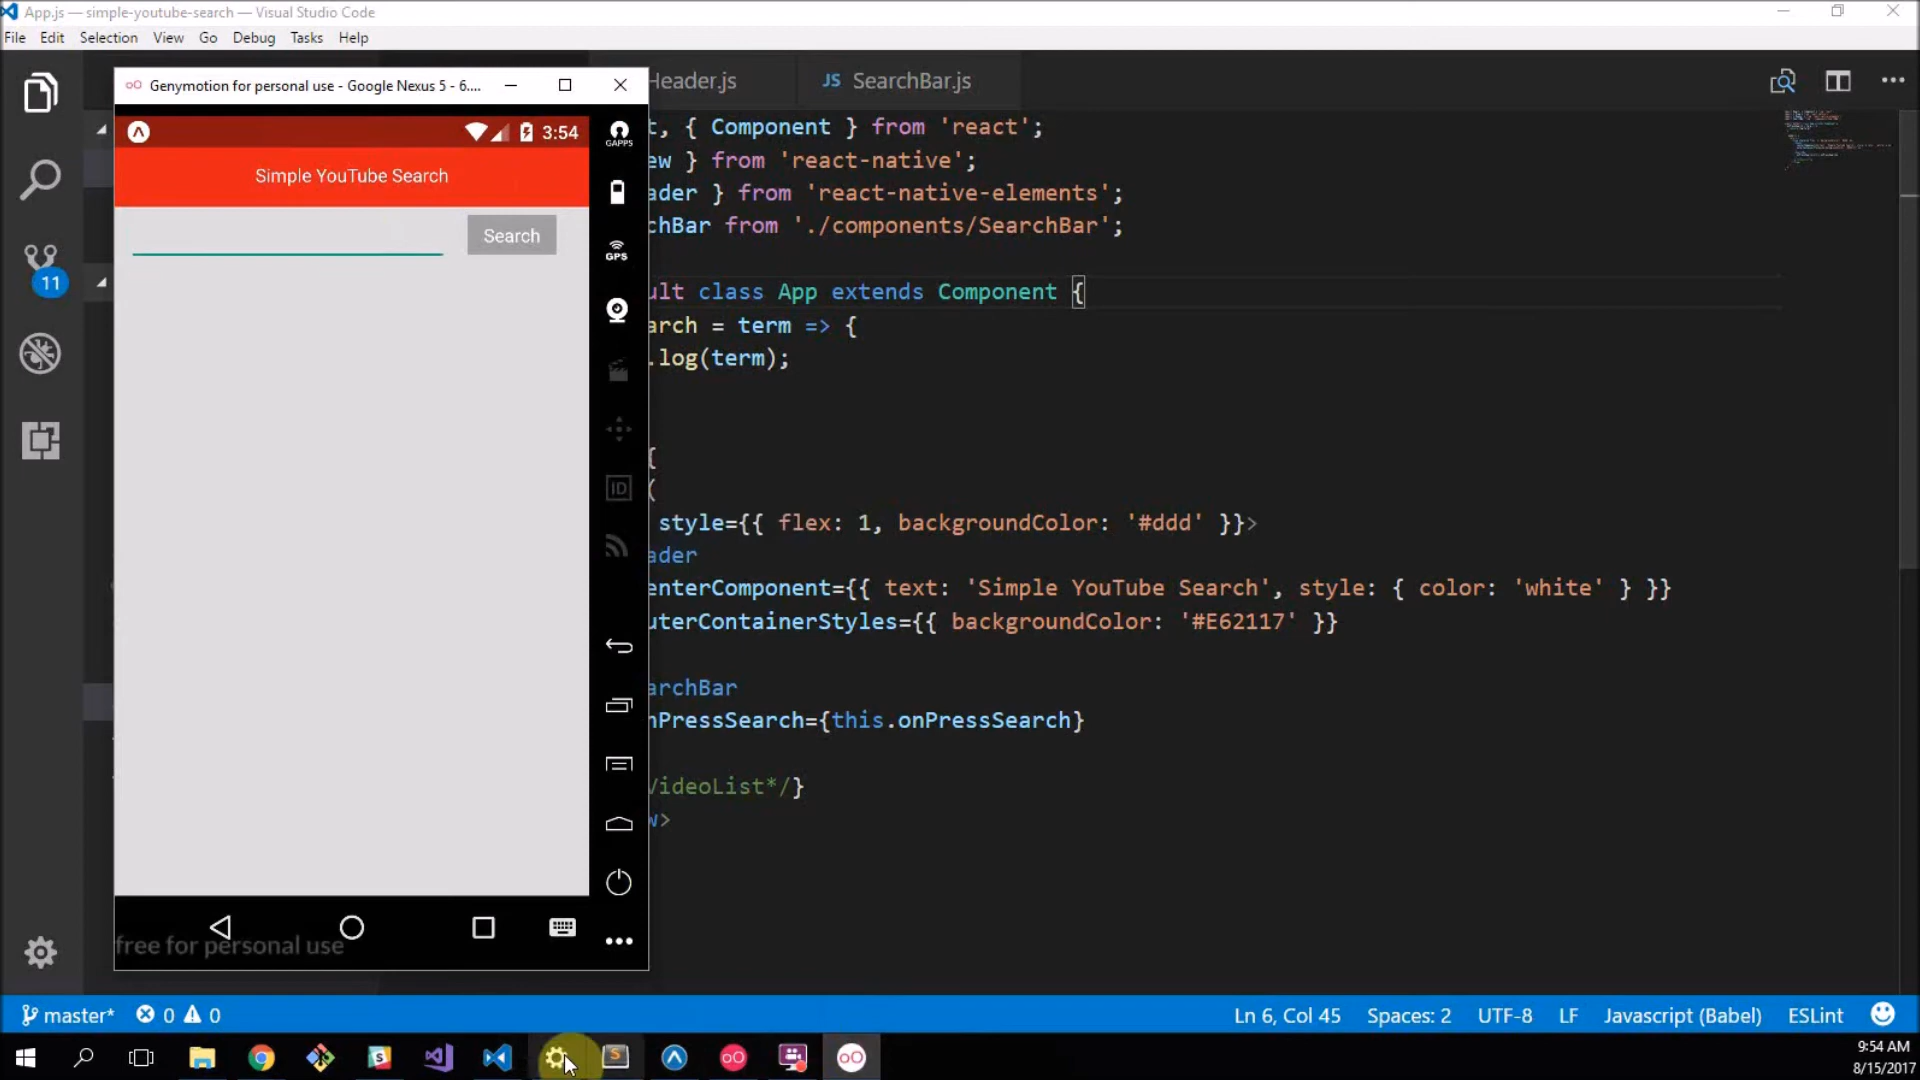 App.js — simple-youtube-search — Visual Studio Code
File Edit Selection View Go Debug Tasks Help
Genymotion for personal use - Google Nexus 5 - 6....
Header.js
JS SearchBar.js
3:54
GAPPS
Simple YouTube Search
Search
GPS
ID
11
t, { Component } from 'react';
ew } from 'react-native';
ader } from 'react-native-elements';
chBar from './components/SearchBar';
ult class App extends Component {
arch = term => {
.log(term);
{
(
style={{ flex: 1, backgroundColor: '#ddd' }}>
ader
enterComponent={{ text: 'Simple YouTube Search', style: { color: 'white' } }}
uterContainerStyles={{ backgroundColor: '#E62117' }}
archBar
nPressSearch={this.onPressSearch}
VideoList*/}
w>
free for personal use
master* 0 0
Ln 6, Col 45 Spaces: 2 UTF-8 LF Javascript (Babel) ESLint
9:54 AM
8/15/2017